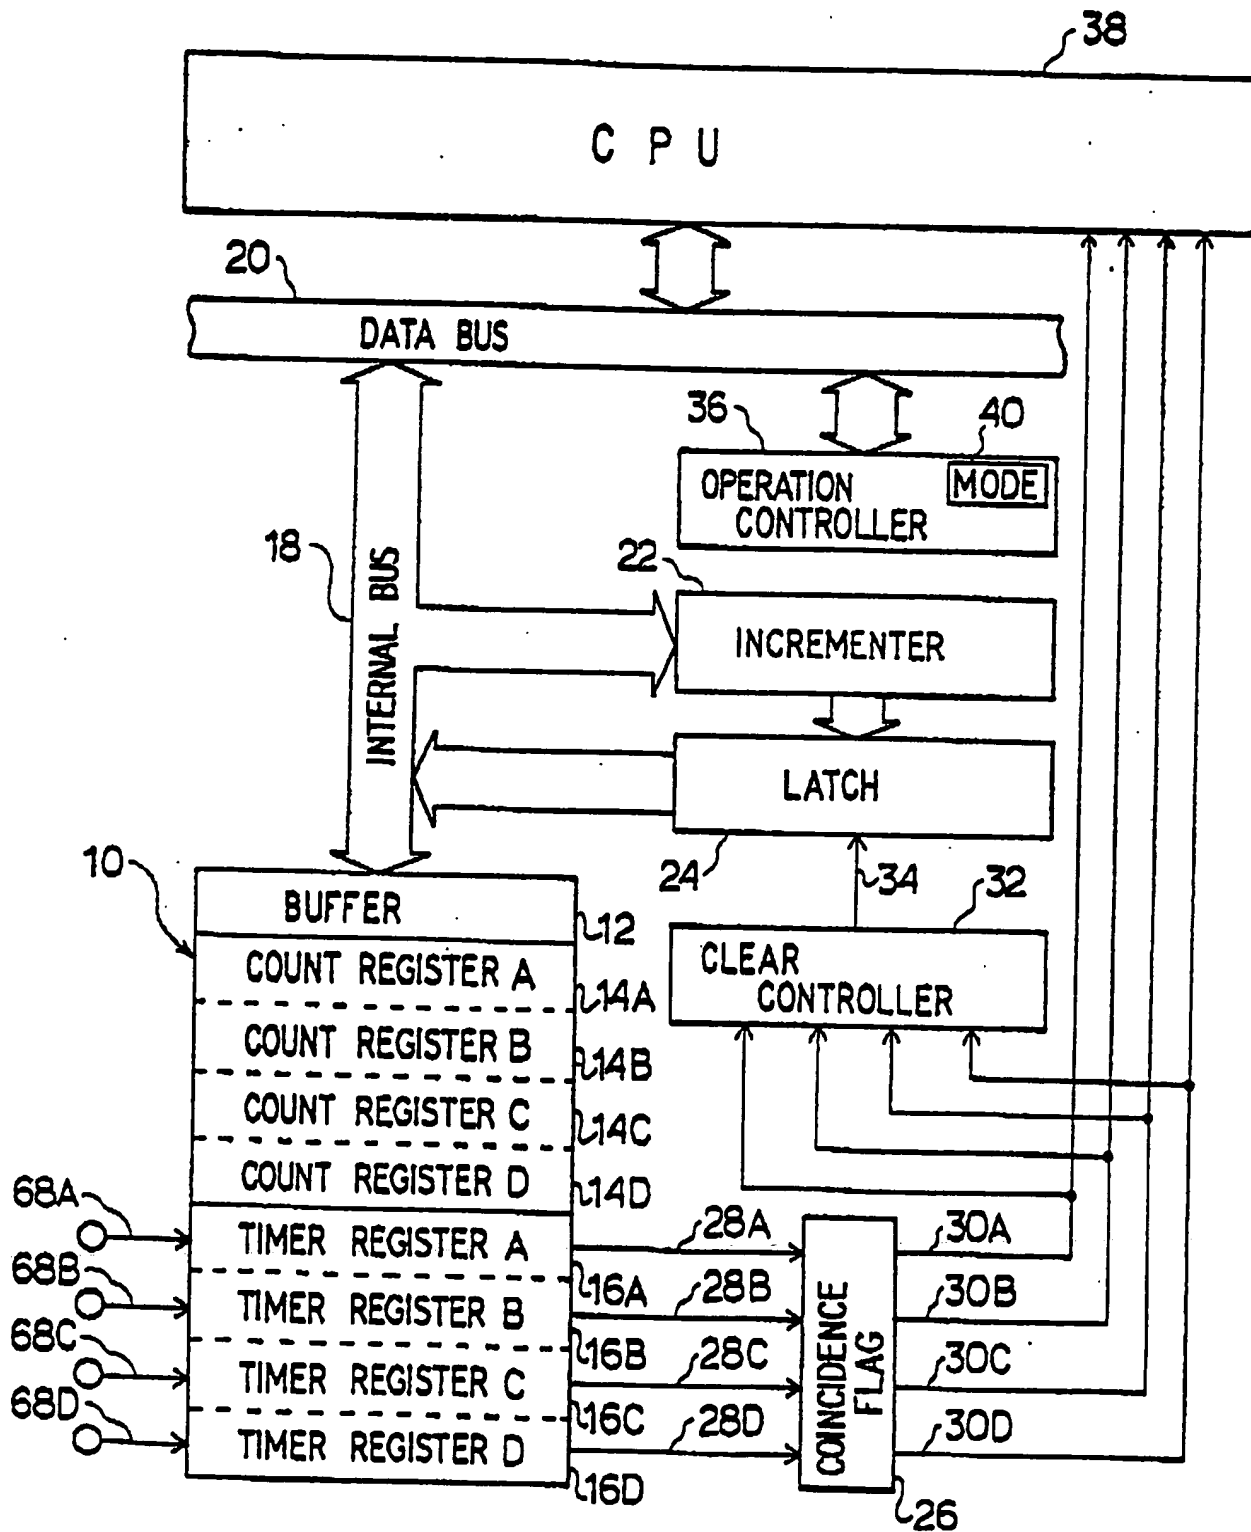 38
CPU
20
DATA BUS
36
40
OPERATION
CONTROLLER
MODE
18
INTERNAL BUS
22
INCREMENTER
LATCH
24
34
32
10
BUFFER
12
CLEAR
CONTROLLER
COUNT REGISTER A
14A
COUNT REGISTER B
14B
COUNT REGISTER C
14C
COUNT REGISTER D
14D
68A
TIMER REGISTER A
16A
28A
30A
68B
TIMER REGISTER B
16B
28B
30B
68C
TIMER REGISTER C
16C
28C
30C
68D
TIMER REGISTER D
16D
28D
30D
COINCIDENCE
FLAG
26